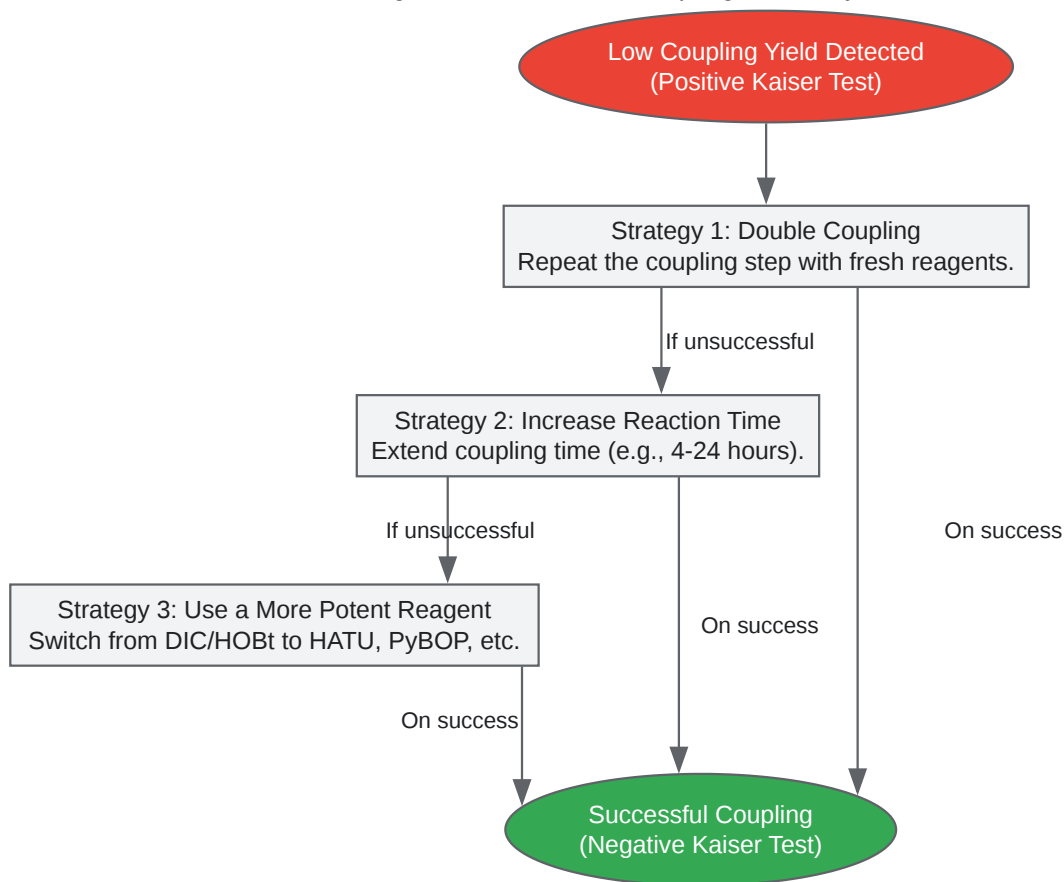 Low Coupling Yield Detected
(Positive Kaiser Test)
Strategy 1: Double Coupling
Repeat the coupling step with fresh reagents.
If unsuccessful
Strategy 2: Increase Reaction Time
Extend coupling time (e.g., 4-24 hours).
If unsuccessful
On success
Strategy 3: Use a More Potent Reagent
Switch from DIC/HOBt to HATU, PyBOP, etc.
On success
On success
Successful Coupling
(Negative Kaiser Test)